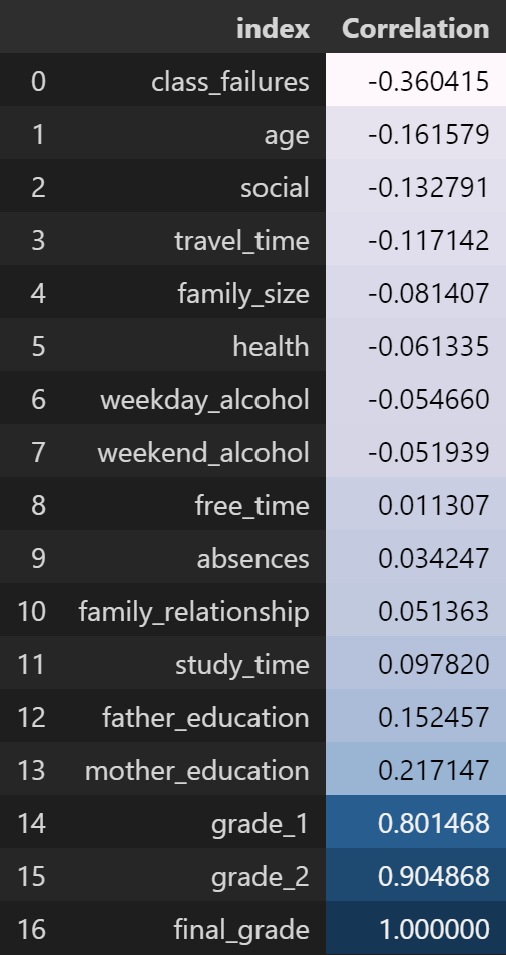 index Correlation
0 class_failures -0.360415
1 age -0.161579
2 social -0.132791
3 travel_time -0.117142
4 family_size -0.081407
5 health -0.061335
6 weekday_alcohol -0.054660
7 weekend_alcohol -0.051939
8 free_time 0.011307
9 absences 0.034247
10 family_relationship 0.051363
11 study_time 0.097820
12 father_education 0.152457
13 mother_education 0.217147
14 grade_1 0.801468
15 grade_2 0.904868
16 final_grade 1.000000